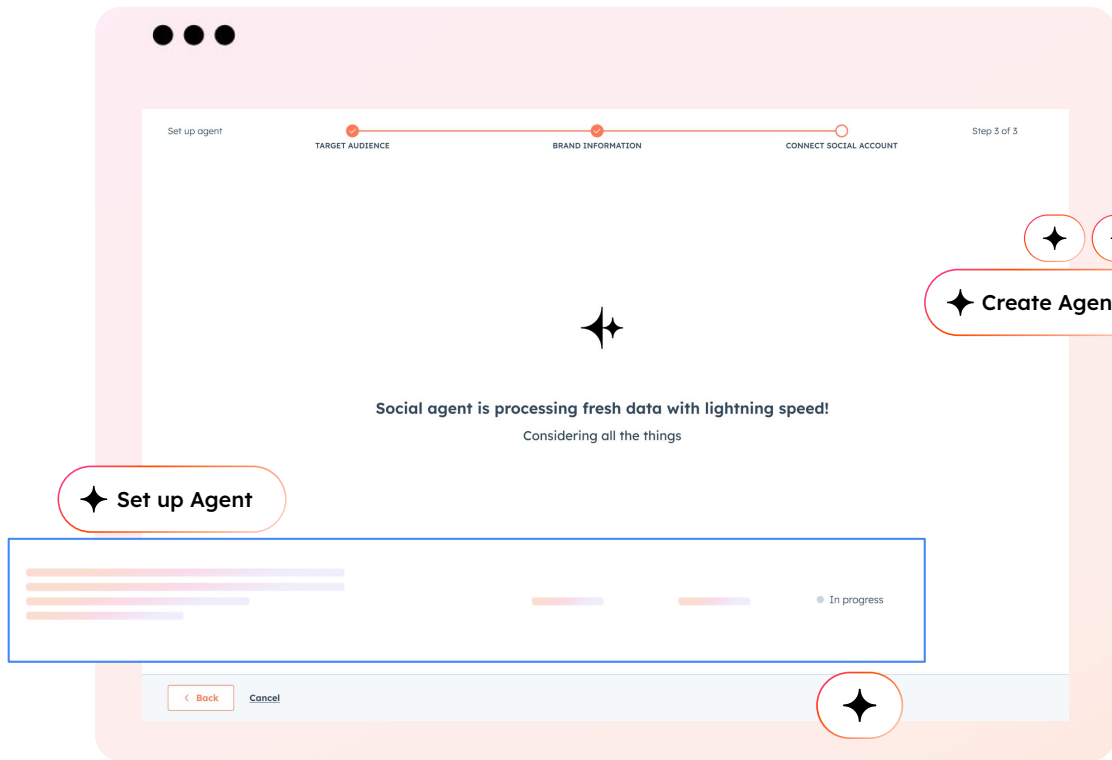 Set up agent
TARGET AUDIENCE
BRAND INFORMATION
CONNECT SOCIAL ACCOUNT
Step 3 of 3
Create Agen
Social agent is processing fresh data with lightning speed!
Considering all the things
Set up Agent
In progress
Back
Cancel